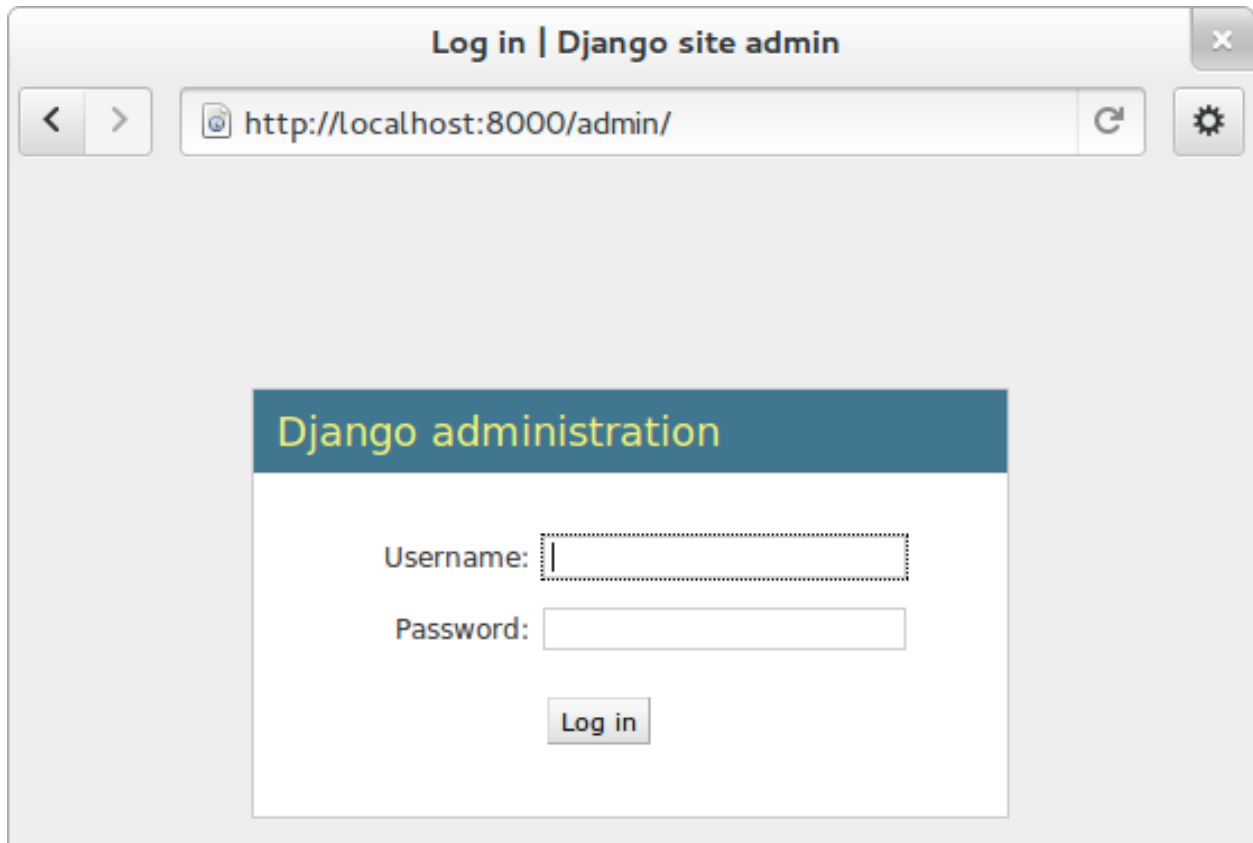 Log in | Django site admin
http://localhost:8000/admin/
Django administration
Username:
Password:
Log in